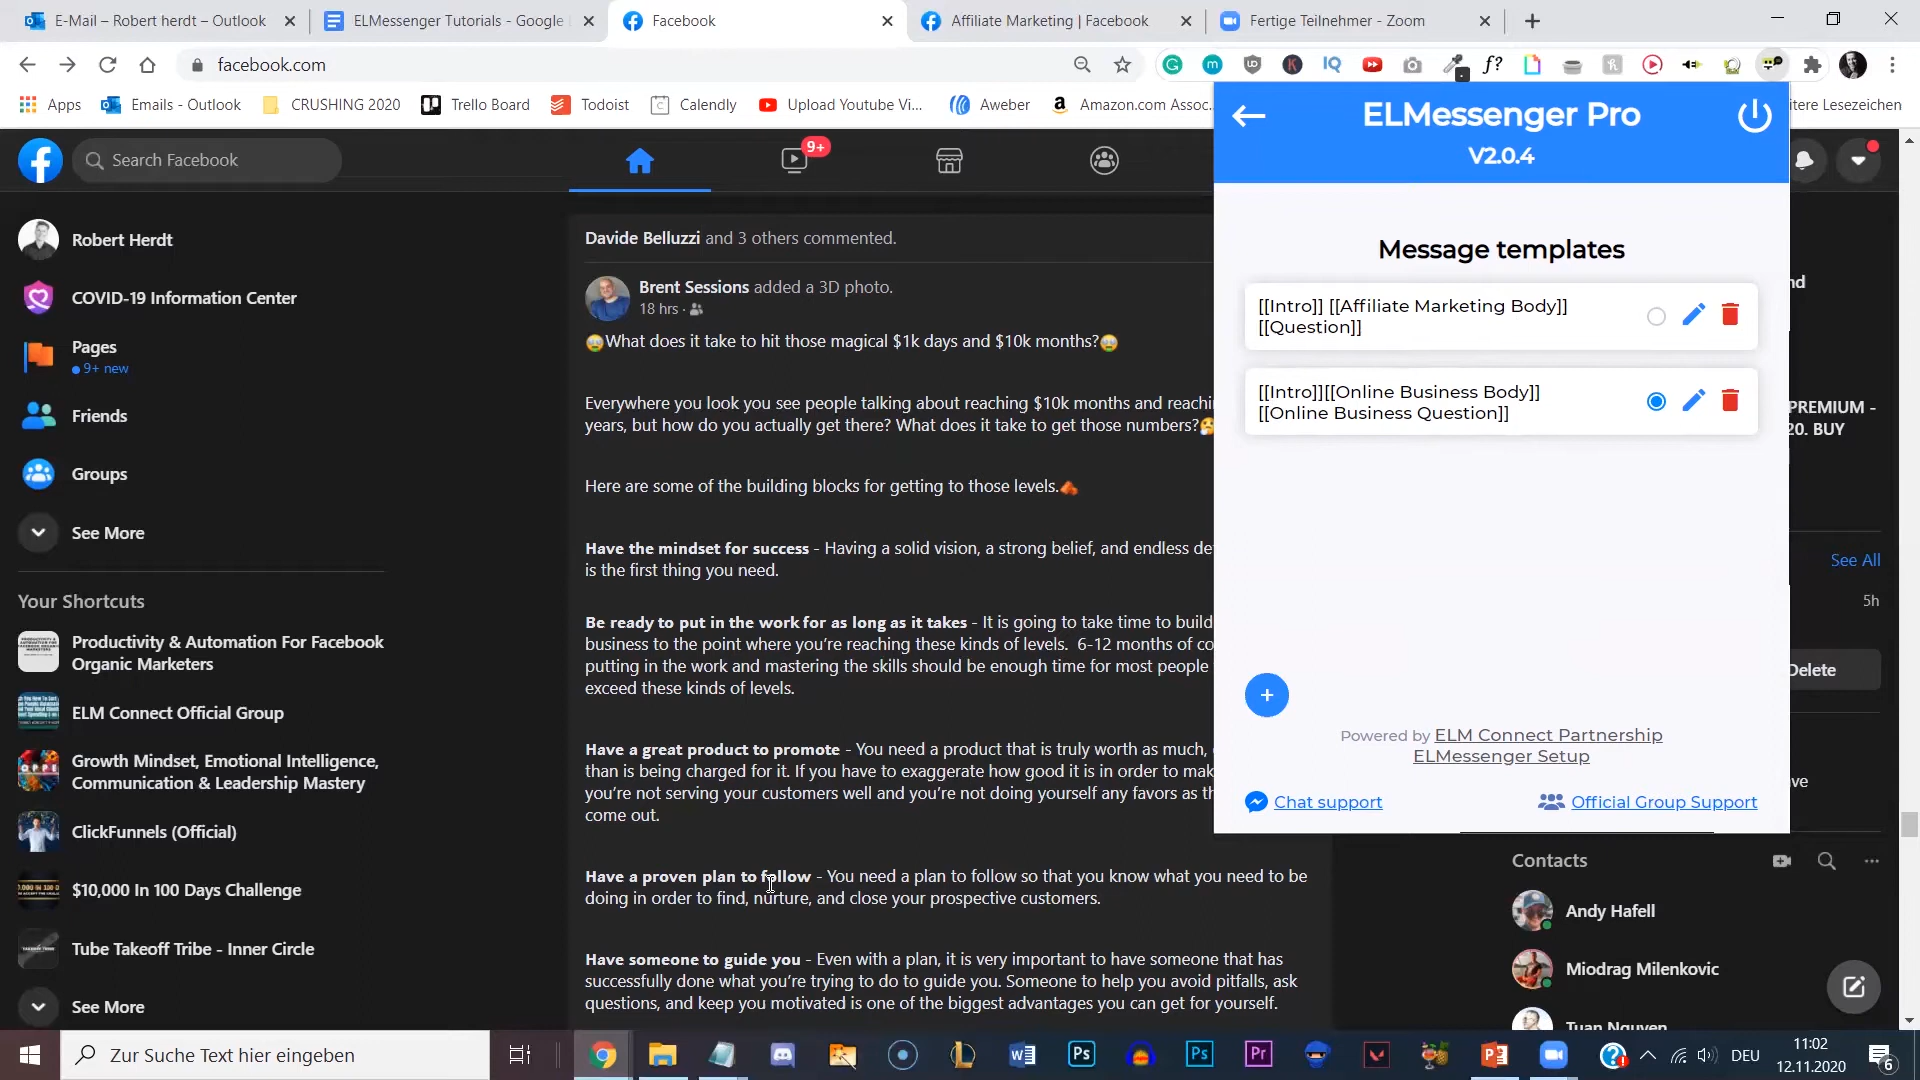 E-Mail – Robert herdt – Outlook
ELMessenger Tutorials - Google
Facebook
Affiliate Marketing | Facebook
Fertige Teilnehmer - Zoom
facebook.com
Apps
Emails - Outlook
CRUSHING 2020
Trello Board
Todoist
Calendly
Upload Youtube Vi...
Aweber
Amazon.com Assoc...
itere Lesezeichen
Search Facebook
9+
ELMessenger Pro
V2.0.4
Robert Herdt
COVID-19 Information Center
Pages
9+ new
Friends
Groups
See More
Your Shortcuts
Productivity & Automation For Facebook
Organic Marketers
ELM Connect Official Group
Growth Mindset, Emotional Intelligence,
Communication & Leadership Mastery
ClickFunnels (Official)
$10,000 In 100 Days Challenge
Tube Takeoff Tribe - Inner Circle
See More
Davide Belluzzi and 3 others commented.
Brent Sessions added a 3D photo.
18 hrs ·
What does it take to hit those magical $1k days and $10k months?
Everywhere you look you see people talking about reaching $10k months and reachi
years, but how do you actually get there? What does it take to get those numbers?
Here are some of the building blocks for getting to those levels.
Have the mindset for success - Having a solid vision, a strong belief, and endless de
is the first thing you need.
Be ready to put in the work for as long as it takes - It is going to take time to build
business to the point where you're reaching these kinds of levels. 6-12 months of co
putting in the work and mastering the skills should be enough time for most people
exceed these kinds of levels.
Have a great product to promote - You need a product that is truly worth as much,
than is being charged for it. If you have to exaggerate how good it is in order to mak
you're not serving your customers well and you're not doing yourself any favors as th
come out.
Have a proven plan to follow - You need a plan to follow so that you know what you need to be
doing in order to find, nurture, and close your prospective customers.
Have someone to guide you - Even with a plan, it is very important to have someone that has
successfully done what you're trying to do to guide you. Someone to help you avoid pitfalls, ask
questions, and keep you motivated is one of the biggest advantages you can get for yourself.
Message templates
[[Intro]] [[Affiliate Marketing Body]]
[[Question]]
[[Intro]][[Online Business Body]]
[[Online Business Question]]
+
Powered by ELM Connect Partnership
ELMessenger Setup
Chat support
Official Group Support
nd
PREMIUM -
20. BUY
See All
5h
Delete
ve
Contacts
Andy Hafell
Miodrag Milenkovic
Tuan Nguyen
Zur Suche Text hier eingeben
DEU
11:02
12.11.2020
6